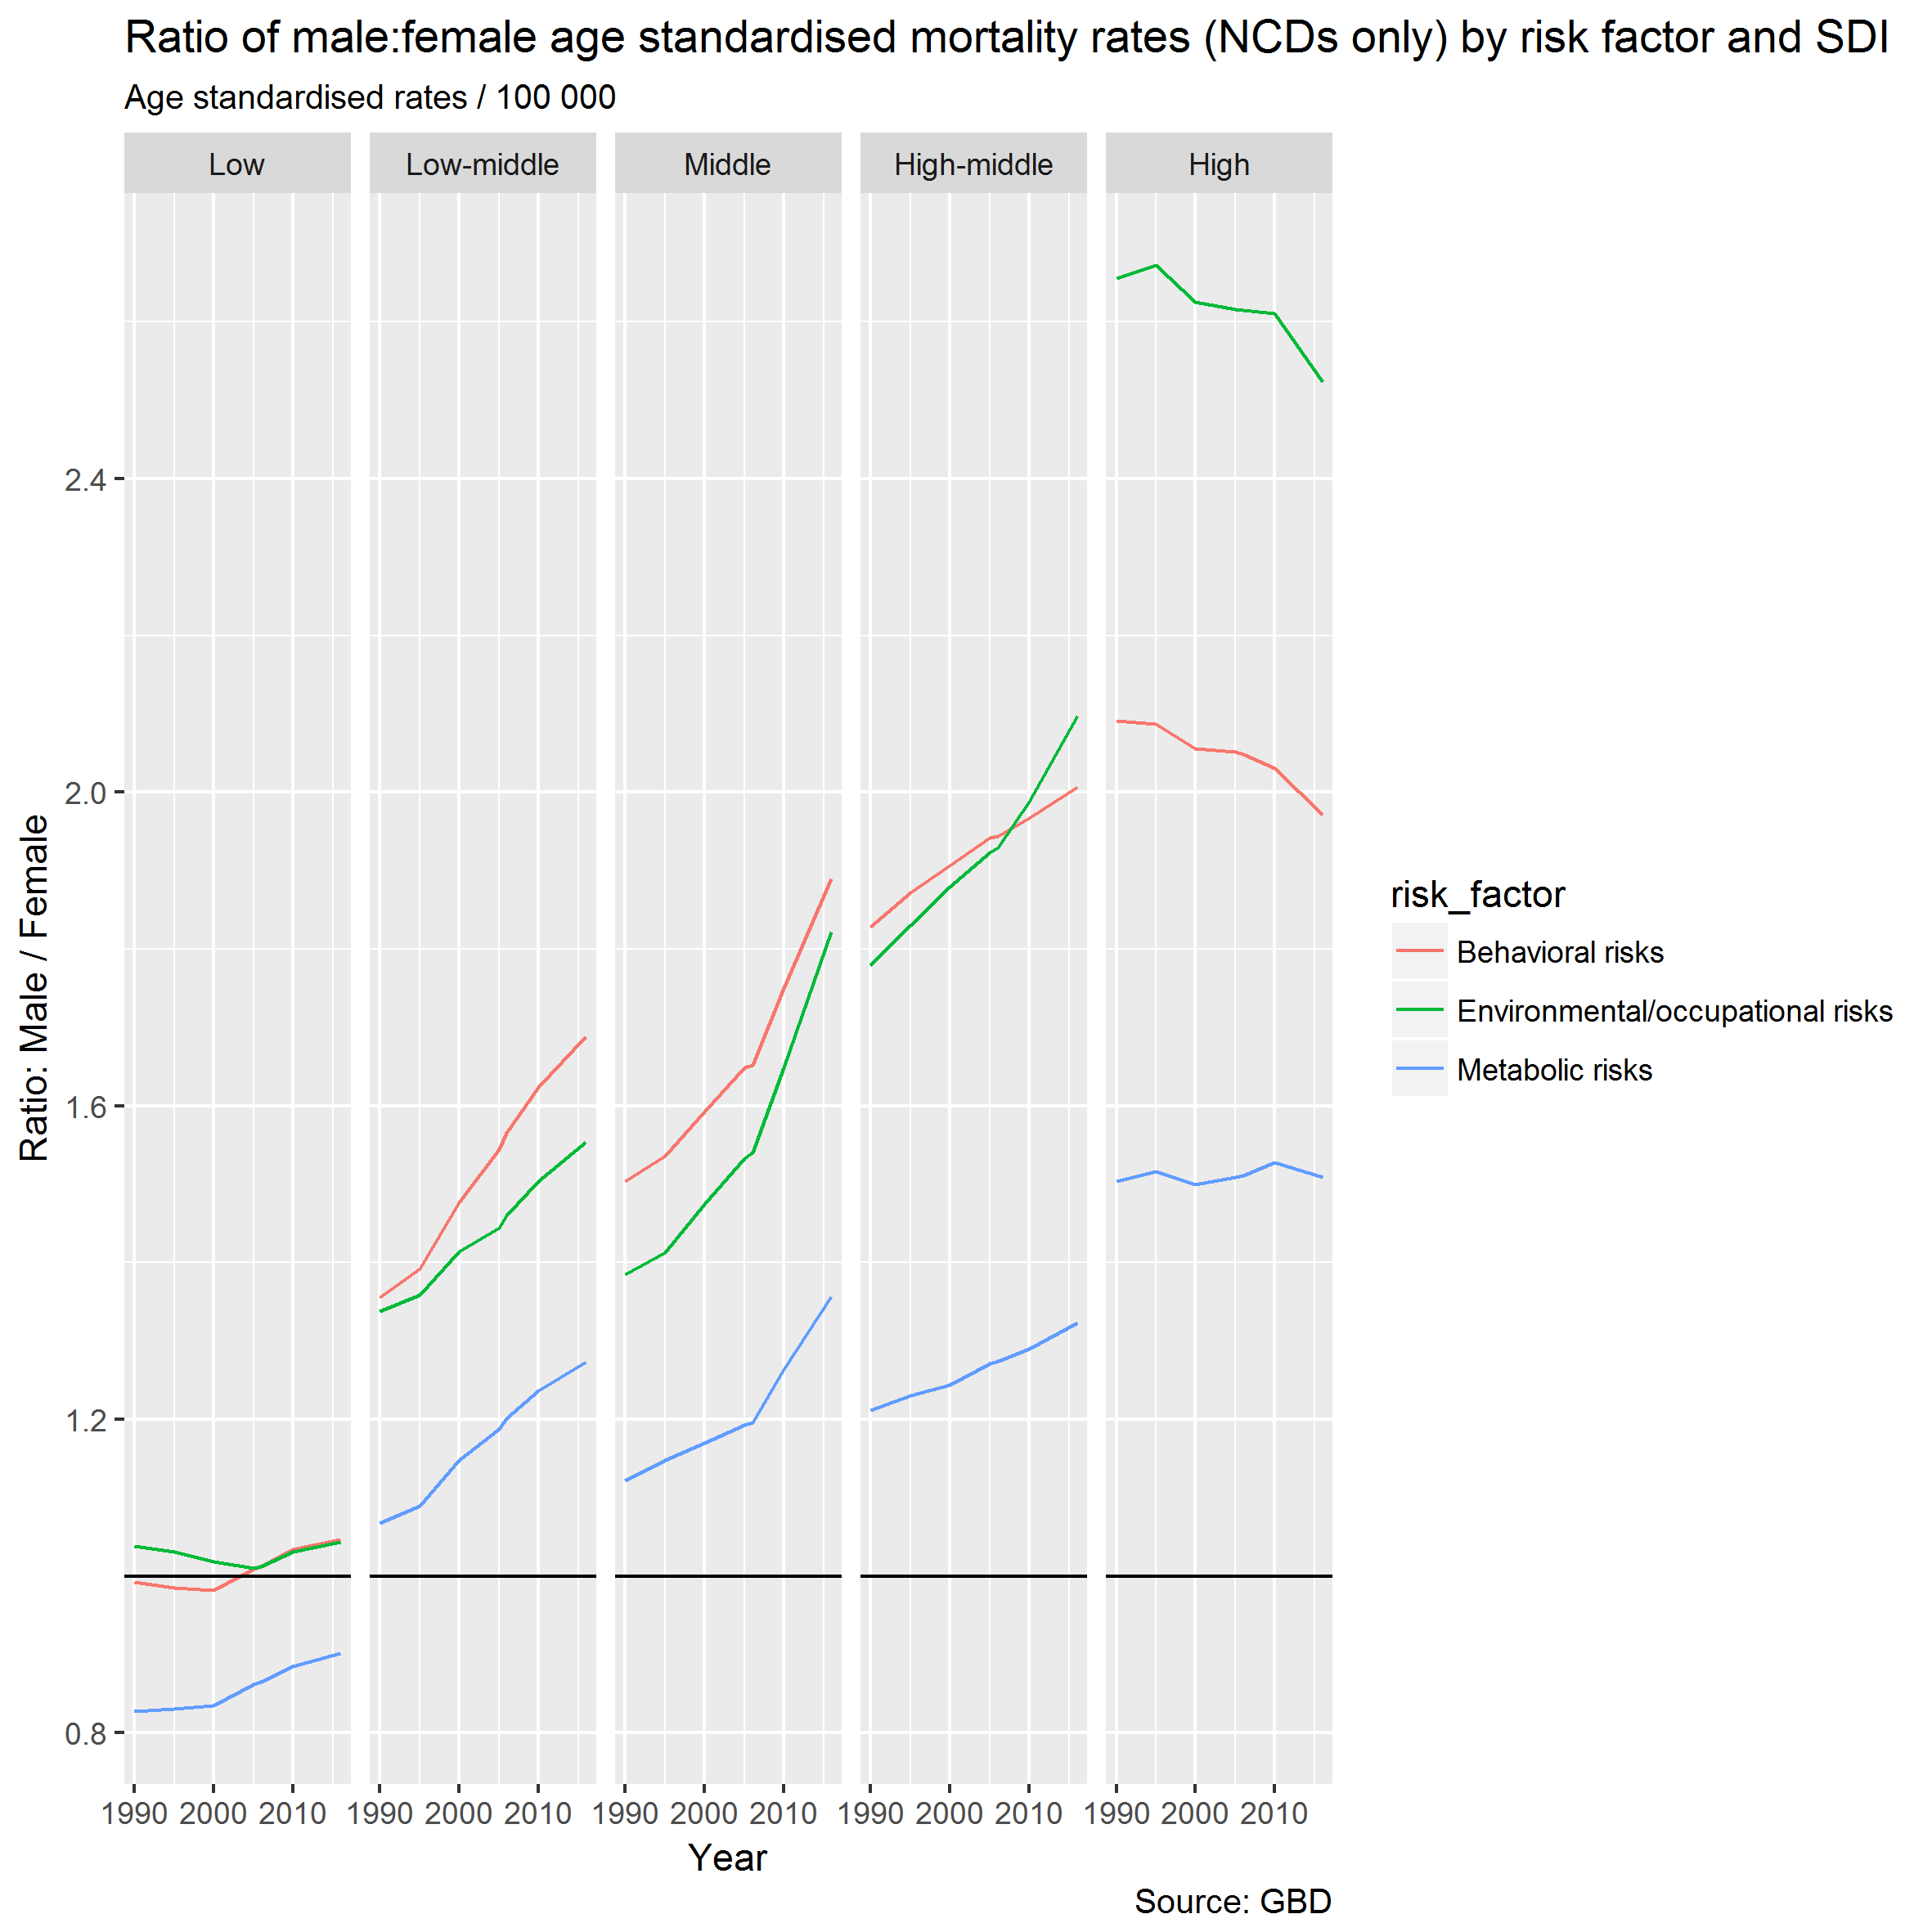 Ratio of male:female age standardised mortality rates (NCDs only) by risk factor and SDI
Age standardised rates / 100 000
Low Low-middle Middle High-middle High
2.4
2.0
1.6
1.2
0.8
Ratio: Male / Female
1990 2000 2010 1990 2000 2010 1990 2000 2010 1990 2000 2010 1990 2000 2010
Year
risk_factor
Behavioral risks
Environmental/occupational risks
Metabolic risks
Source: GBD